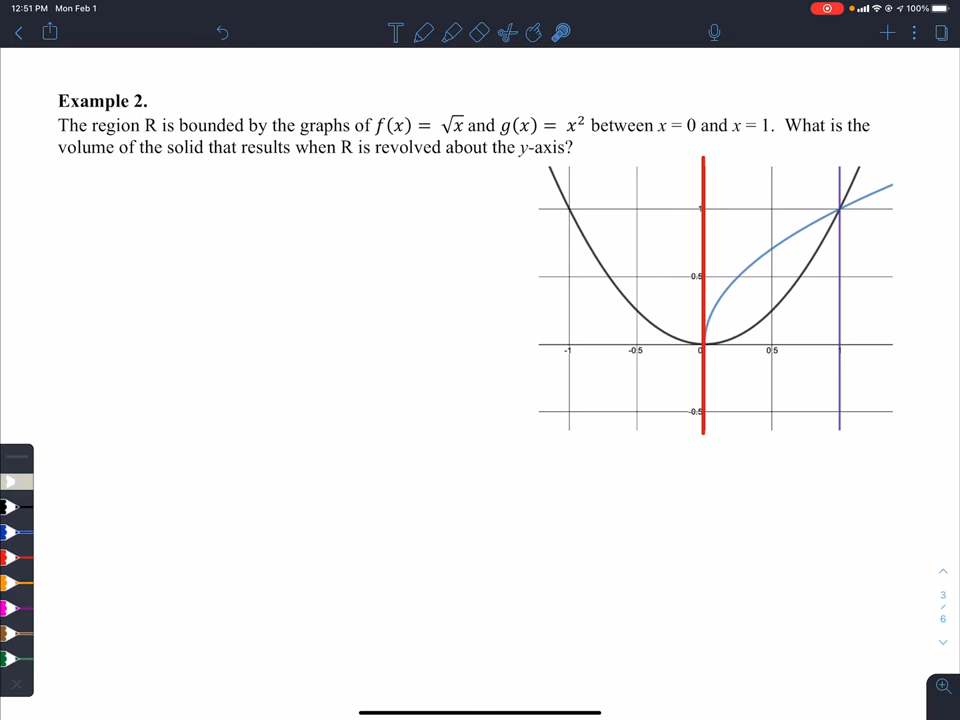 12:51 PM Mon Feb 1
100%
Example 2.
The region R is bounded by the graphs of f(x) = √x and g(x) = x² between x = 0 and x = 1. What is the
volume of the solid that results when R is revolved about the y-axis?
1
0.5
-1 -0.5 0 0.5 1
-0.5
3
/
6